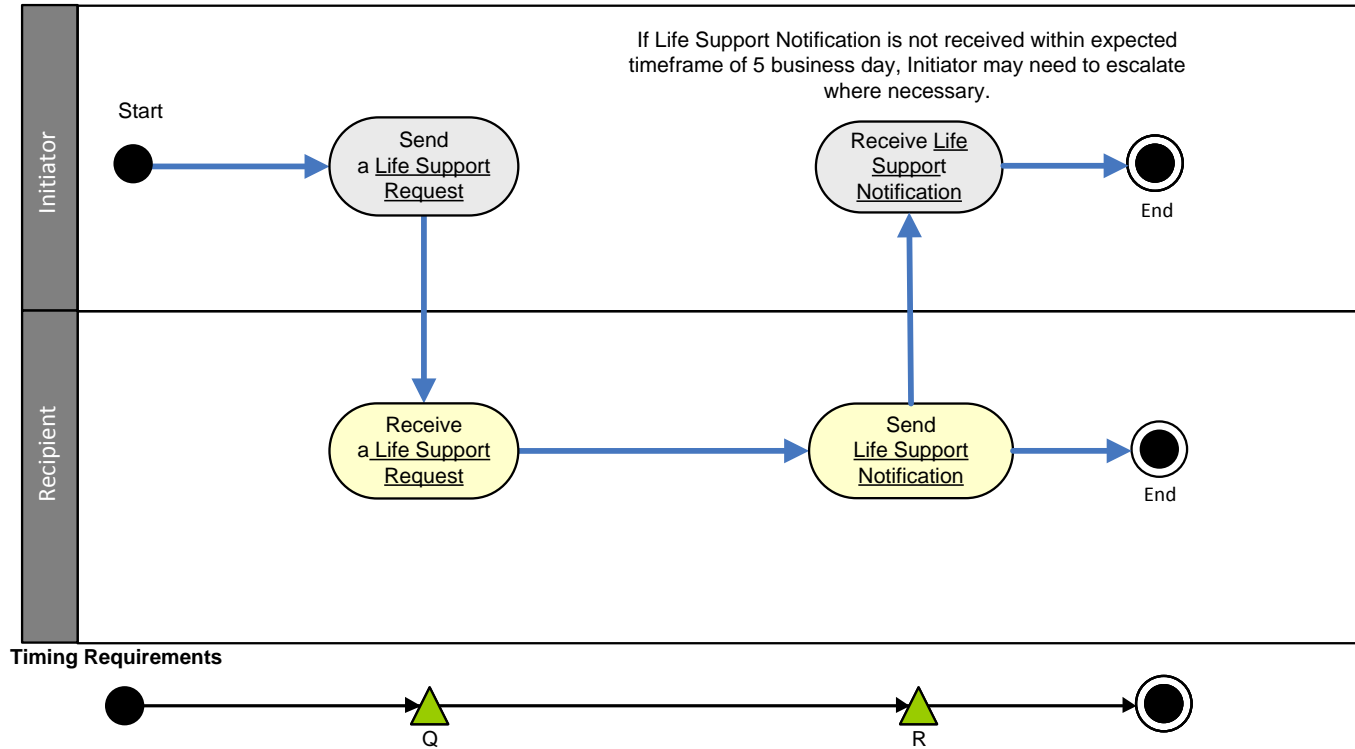 Initiator
If Life Support Notification is not received within expected
timeframe of 5 business day, Initiator may need to escalate
where necessary.
Start
Send
a Life Support
Request
Receive Life
Support
Notification
End
Recipient
Receive
a Life Support
Request
Send
Life Support
Notification
End
Timing Requirements
Q
R